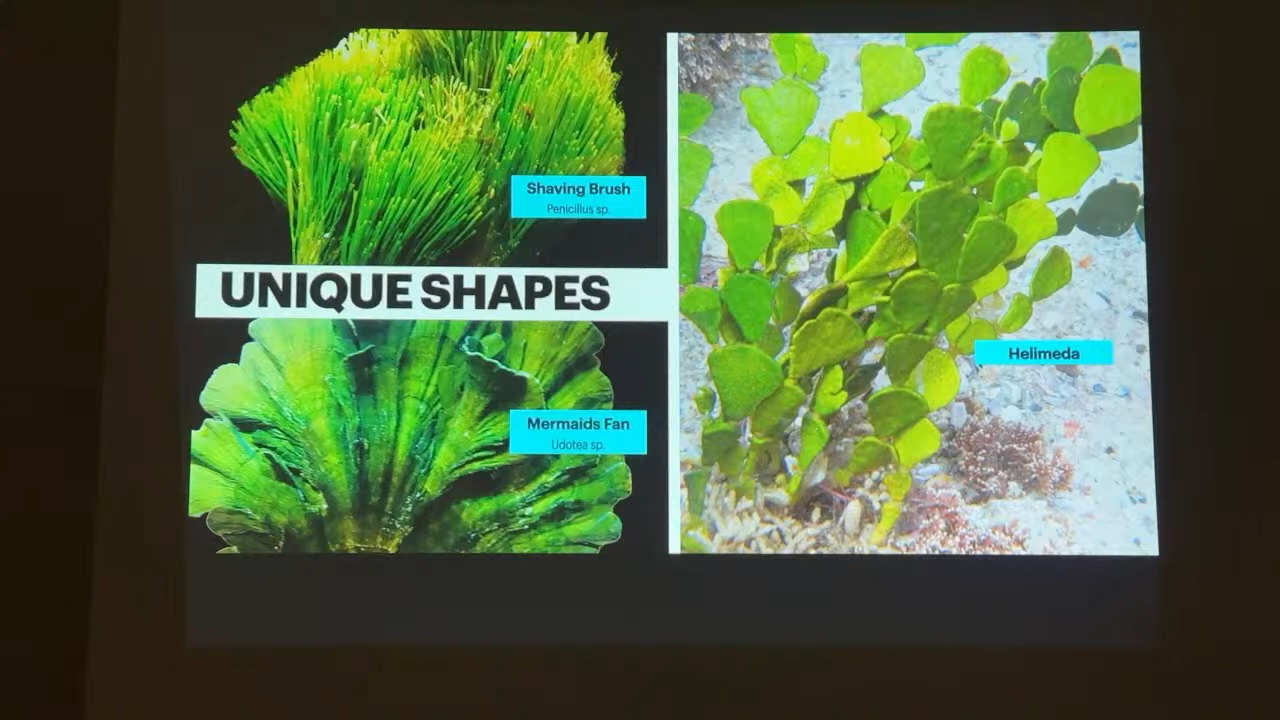 Shaving Brush
Penicillus sp.
UNIQUE SHAPES
Mermaids Fan
Udotea sp.
Helimeda